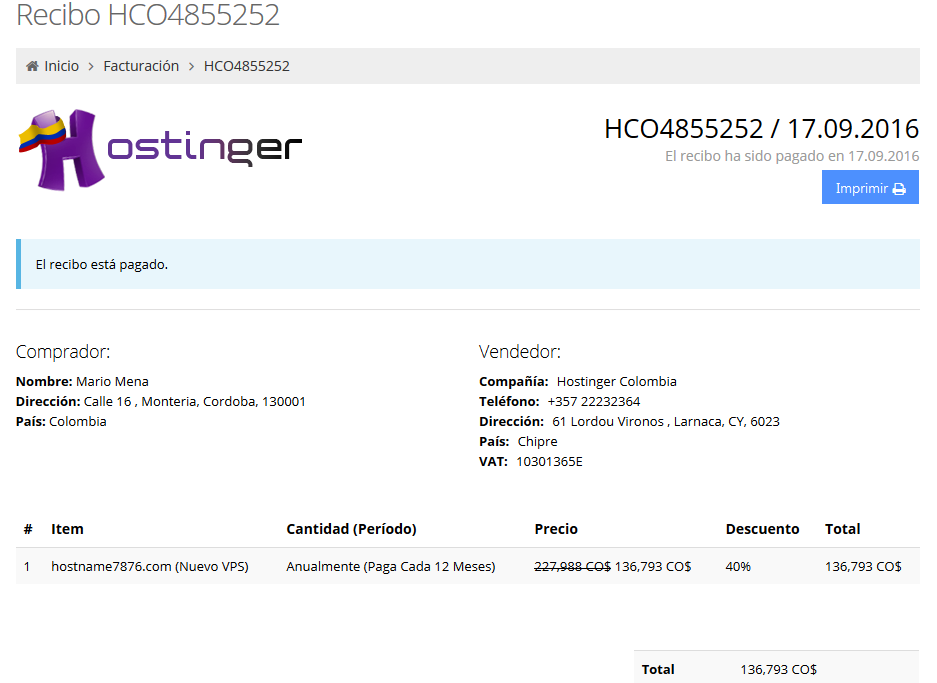 Recibo HCO4855252
Inicio > Facturación > HCO4855252
Hostinger
HCO4855252 / 17.09.2016
El recibo ha sido pagado en 17.09.2016
Imprimir
El recibo está pagado.
Comprador:
Nombre: Mario Mena
Dirección: Calle 16 , Monteria, Cordoba, 130001
País: Colombia
Vendedor:
Compañía: Hostinger Colombia
Teléfono: +357 22232364
Dirección: 61 Lordou Vironos , Larnaca, CY, 6023
País: Chipre
VAT: 10301365E
# Item Cantidad (Período) Precio Descuento Total
1 hostname7876.com (Nuevo VPS) Anualmente (Paga Cada 12 Meses) 227,988 CO$ 136,793 CO$ 40% 136,793 CO$
Total 136,793 CO$